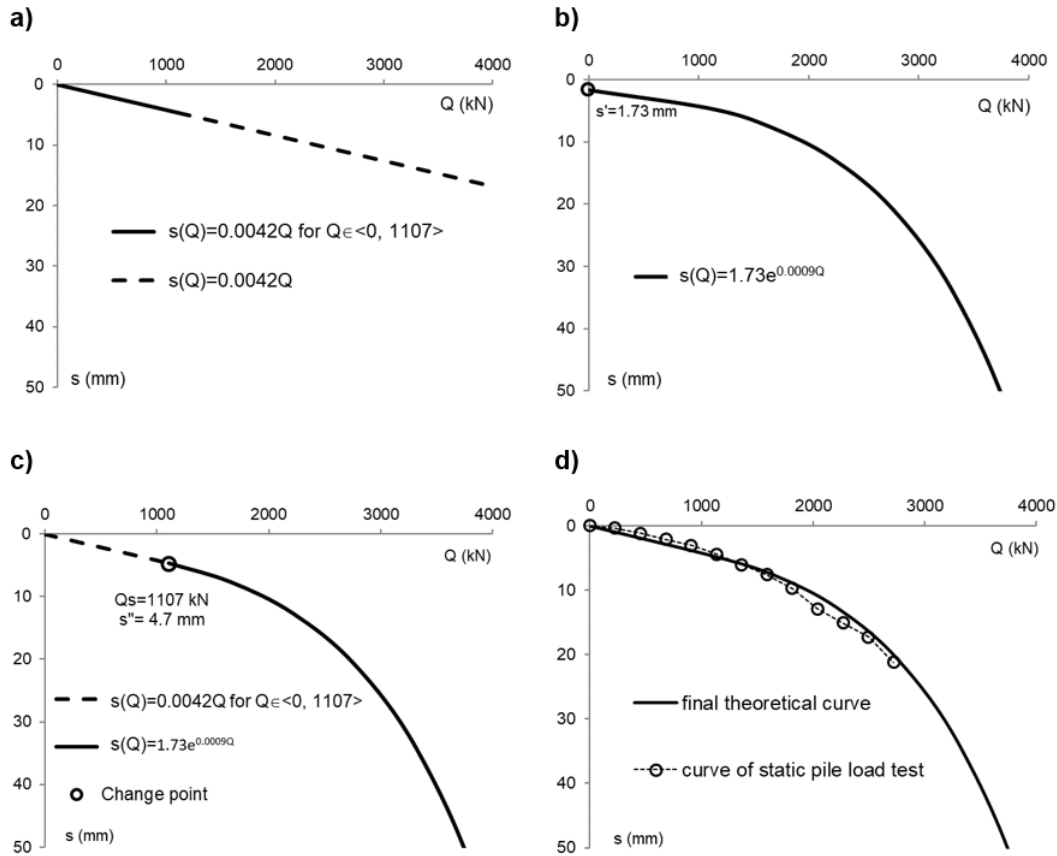 a)
0 1000 2000 3000 4000
Q (kN)
0
10
20
30
40
50
s(Q)=0.0042Q for Q∈<0, 1107>
s(Q)=0.0042Q
s (mm)
b)
0 1000 2000 3000 4000
Q (kN)
0
10
20
30
40
50
s'=1.73 mm
s(Q)=1.73e^0.0009Q
s (mm)
c)
0 1000 2000 3000 4000
Q (kN)
0
10
20
30
40
50
Qs=1107 kN
s"= 4.7 mm
s(Q)=0.0042Q for Q∈<0, 1107>
s(Q)=1.73e^0.0009Q
Change point
s (mm)
d)
0 1000 2000 3000 4000
Q (kN)
0
10
20
30
40
50
final theoretical curve
curve of static pile load test
s (mm)